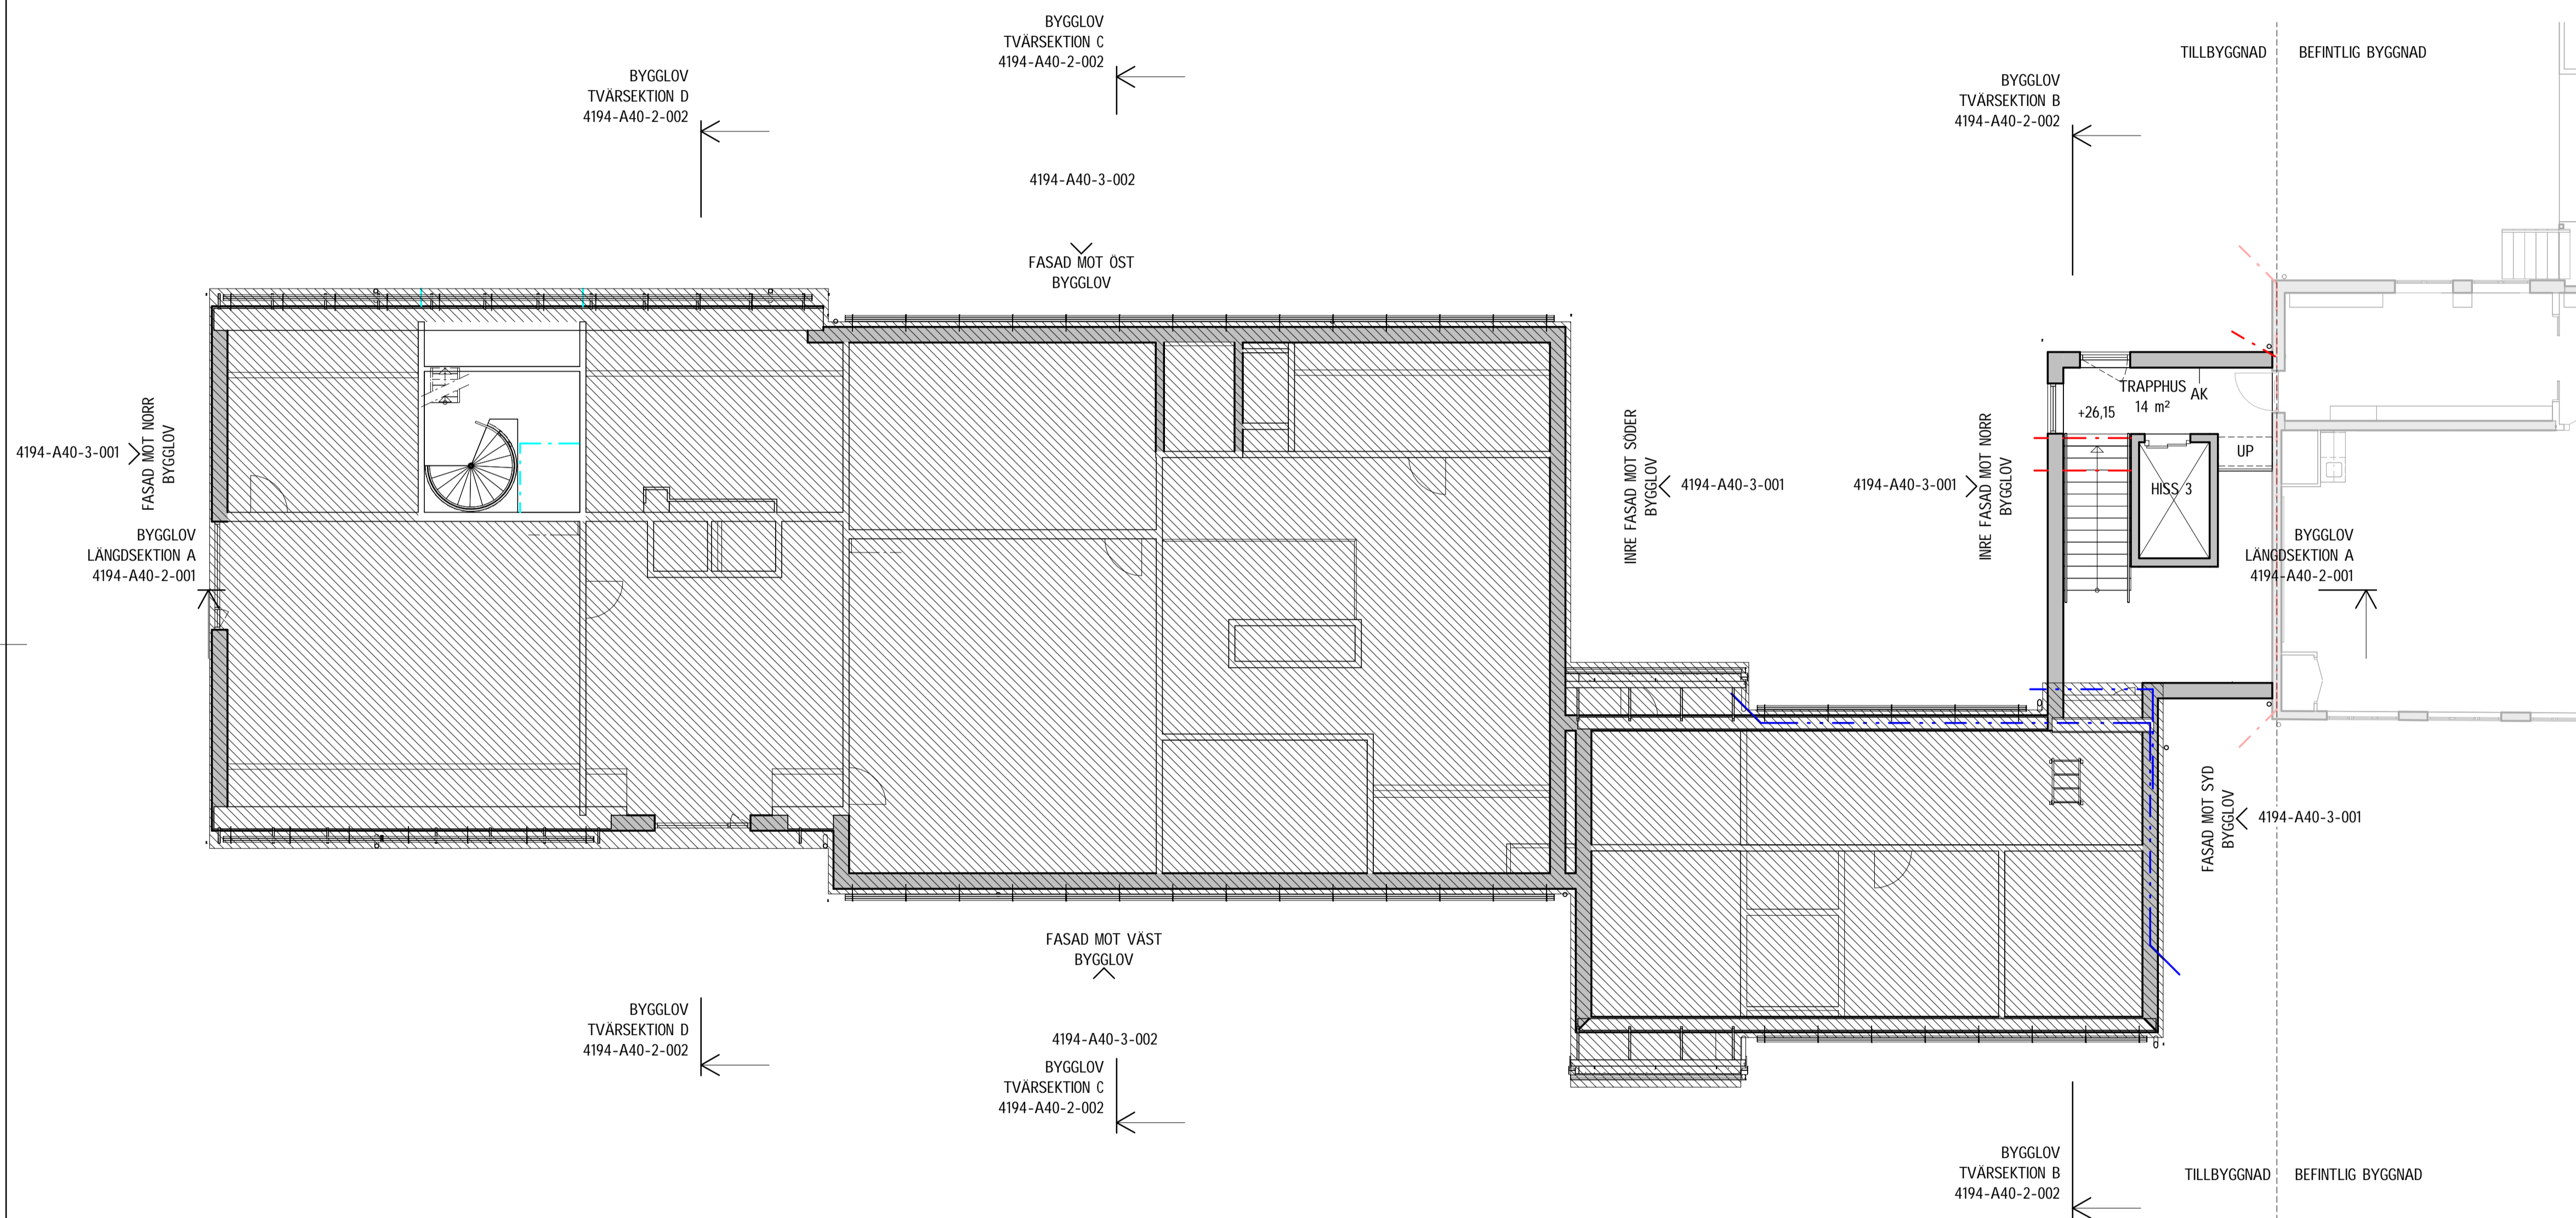 BYGGLOV
TVÄRSEKTION C
4194-A40-2-002
BYGGLOV
TVÄRSEKTION D
4194-A40-2-002
BYGGLOV
TVÄRSEKTION B
4194-A40-2-002
TILLBYGGNAD
BEFINTLIG BYGGNAD
4194-A40-3-002
FASAD MOT ÖST
BYGGLOV
4194-A40-3-001
FASAD MOT NORR
BYGGLOV
BYGGLOV
LÄNGDSEKTION A
4194-A40-2-001
INRE FASAD MOT SÖDER
BYGGLOV
4194-A40-3-001
4194-A40-3-001
INRE FASAD MOT NORR
BYGGLOV
TRAPPHUS
14 m²
AK
+26,15
UP
HISS 3
BYGGLOV
LÄNGDSEKTION A
4194-A40-2-001
FASAD MOT SYD
BYGGLOV
4194-A40-3-001
FASAD MOT VÄST
BYGGLOV
4194-A40-3-002
BYGGLOV
TVÄRSEKTION D
4194-A40-2-002
BYGGLOV
TVÄRSEKTION C
4194-A40-2-002
BYGGLOV
TVÄRSEKTION B
4194-A40-2-002
TILLBYGGNAD
BEFINTLIG BYGGNAD